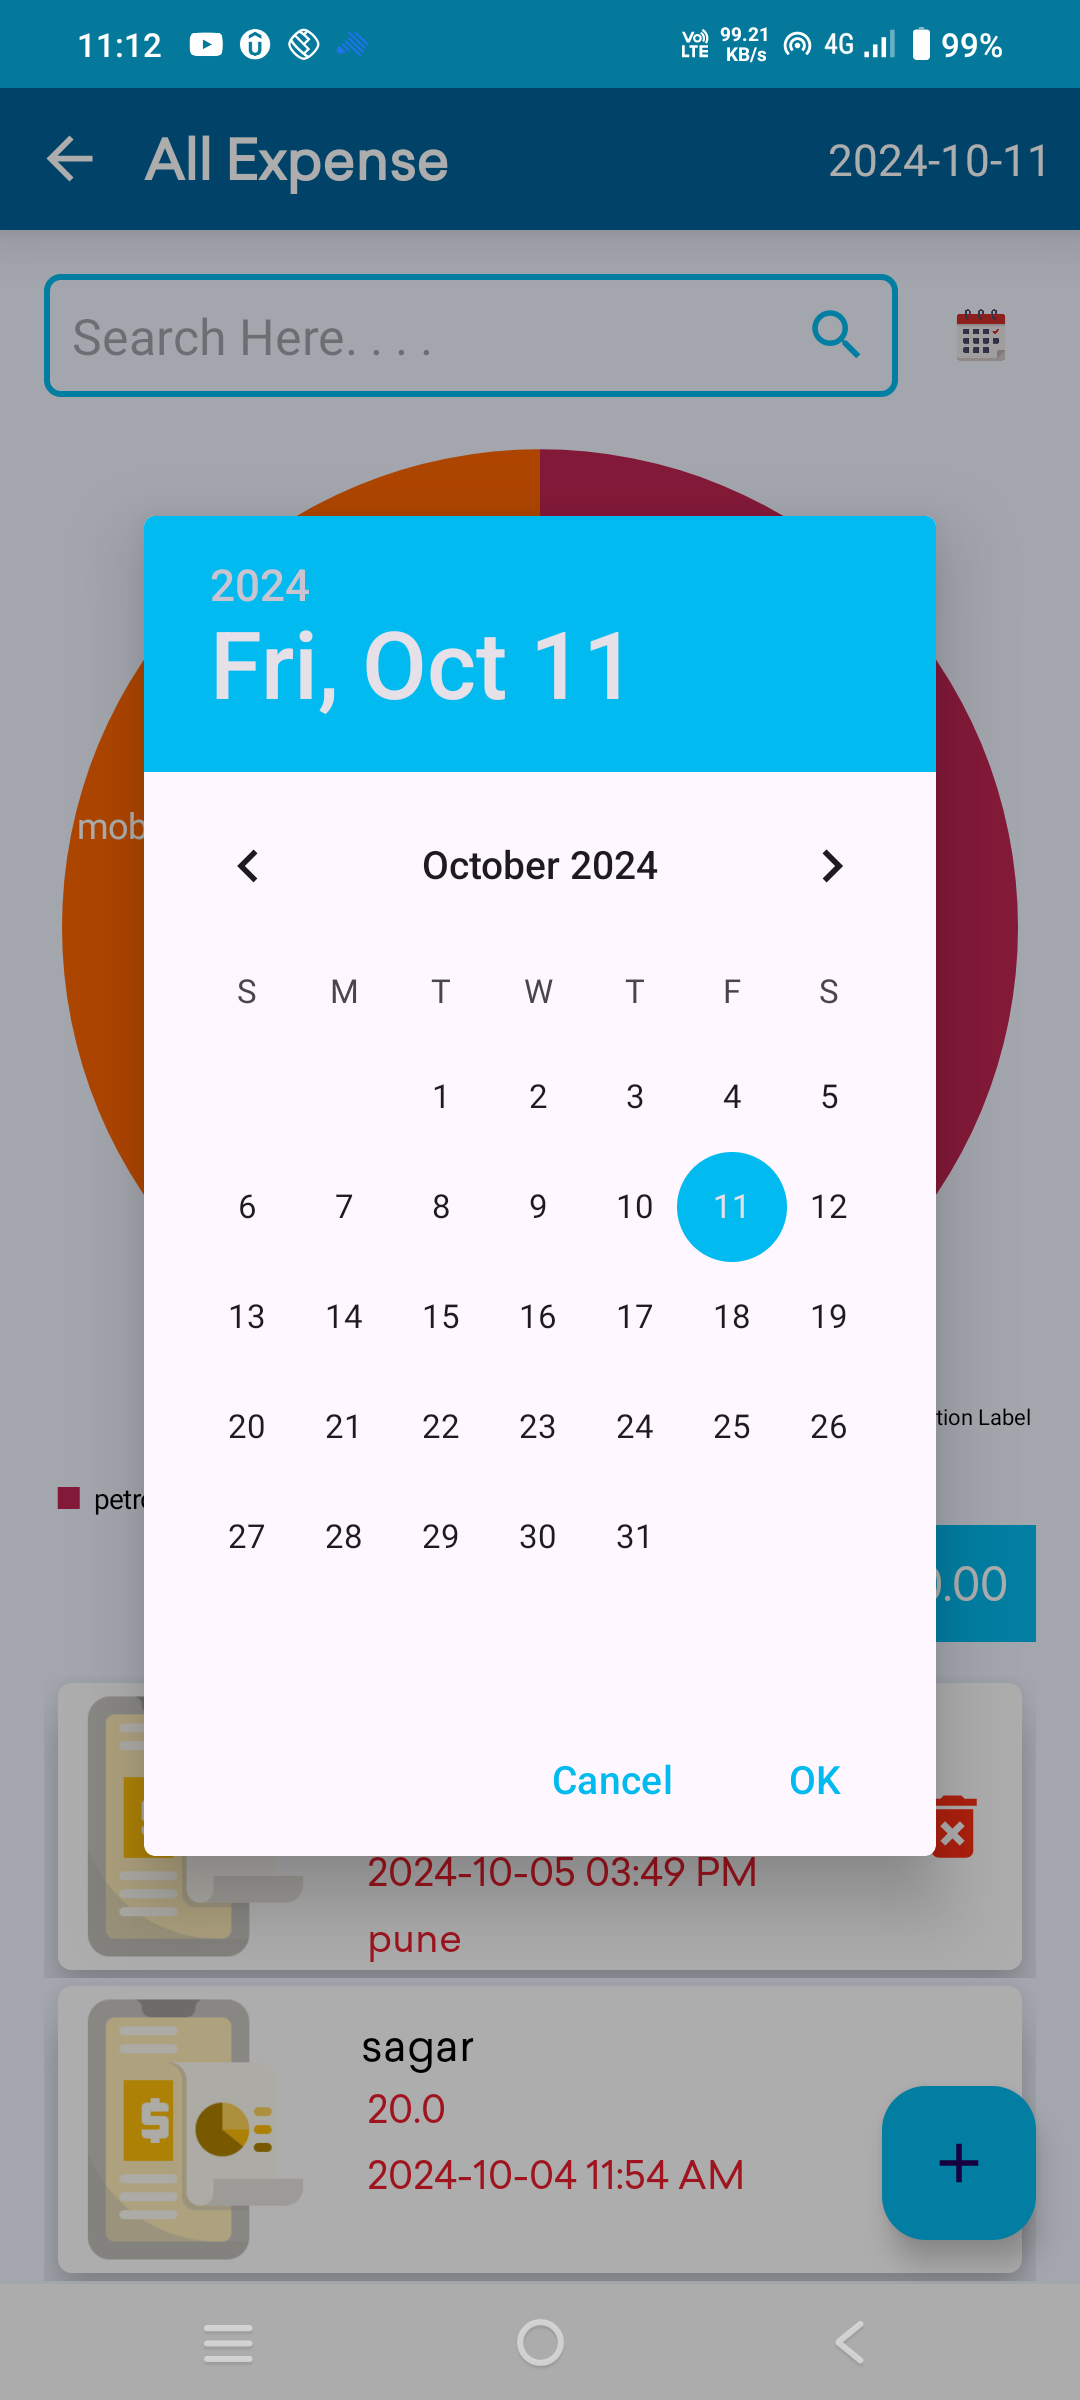 11:12 Vo)) LTE 99.21 KB/s 4G 99%
All Expense 2024-10-11
Search Here. . . .
2024
Fri, Oct 11
October 2024
S M T W T F S
1 2 3 4 5
6 7 8 9 10 11 12
13 14 15 16 17 18 19
20 21 22 23 24 25 26
27 28 29 30 31
Label
.00
Cancel OK
2024-10-05 03:49 PM
pune
sagar
20.0
2024-10-04 11:54 AM